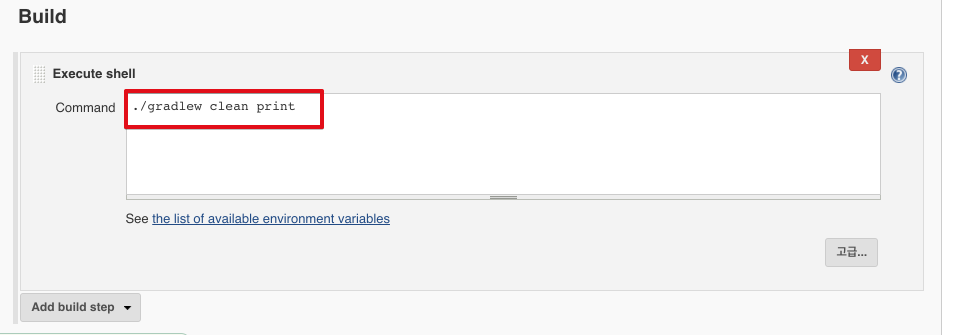 Build
X
Execute shell
Command
./gradlew clean print
See the list of available environment variables
고급...
Add build step